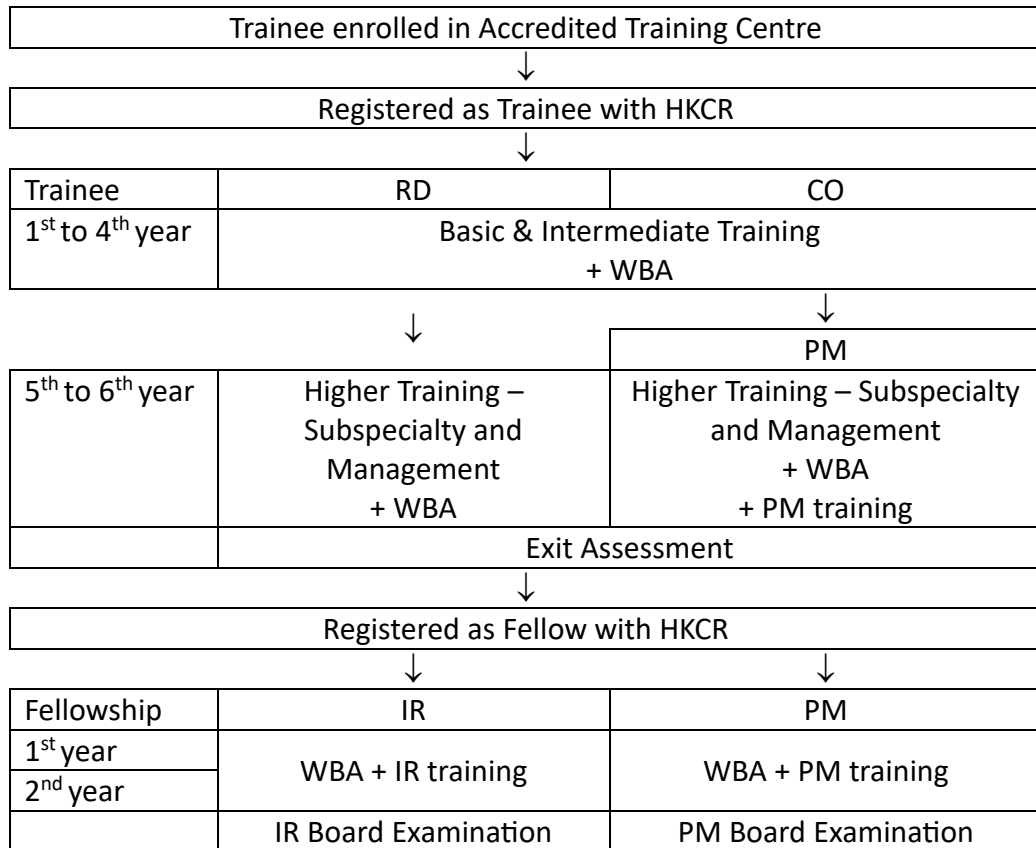 Trainee enrolled in Accredited Training Centre
↓
Registered as Trainee with HKCR
↓
Trainee RD CO
1st to 4th year Basic & Intermediate Training
+ WBA
↓ ↓
PM
5th to 6th year Higher Training – Higher Training – Subspecialty
Subspecialty and and Management
Management + WBA
+ WBA + PM training
Exit Assessment
↓
Registered as Fellow with HKCR
↓ ↓
Fellowship IR PM
1st year
WBA + IR training WBA + PM training
2nd year
IR Board Examination PM Board Examination